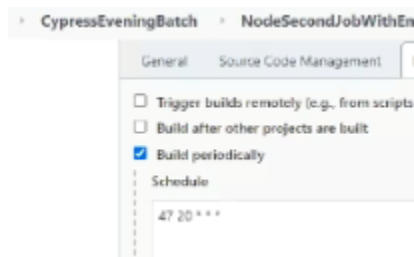 CypressEveningBatch NodeSecondJobWithEn
General Source Code Management
Trigger builds remotely (e.g., from scripts
Build after other projects are built
Build periodically
Schedule
47 20 * * *